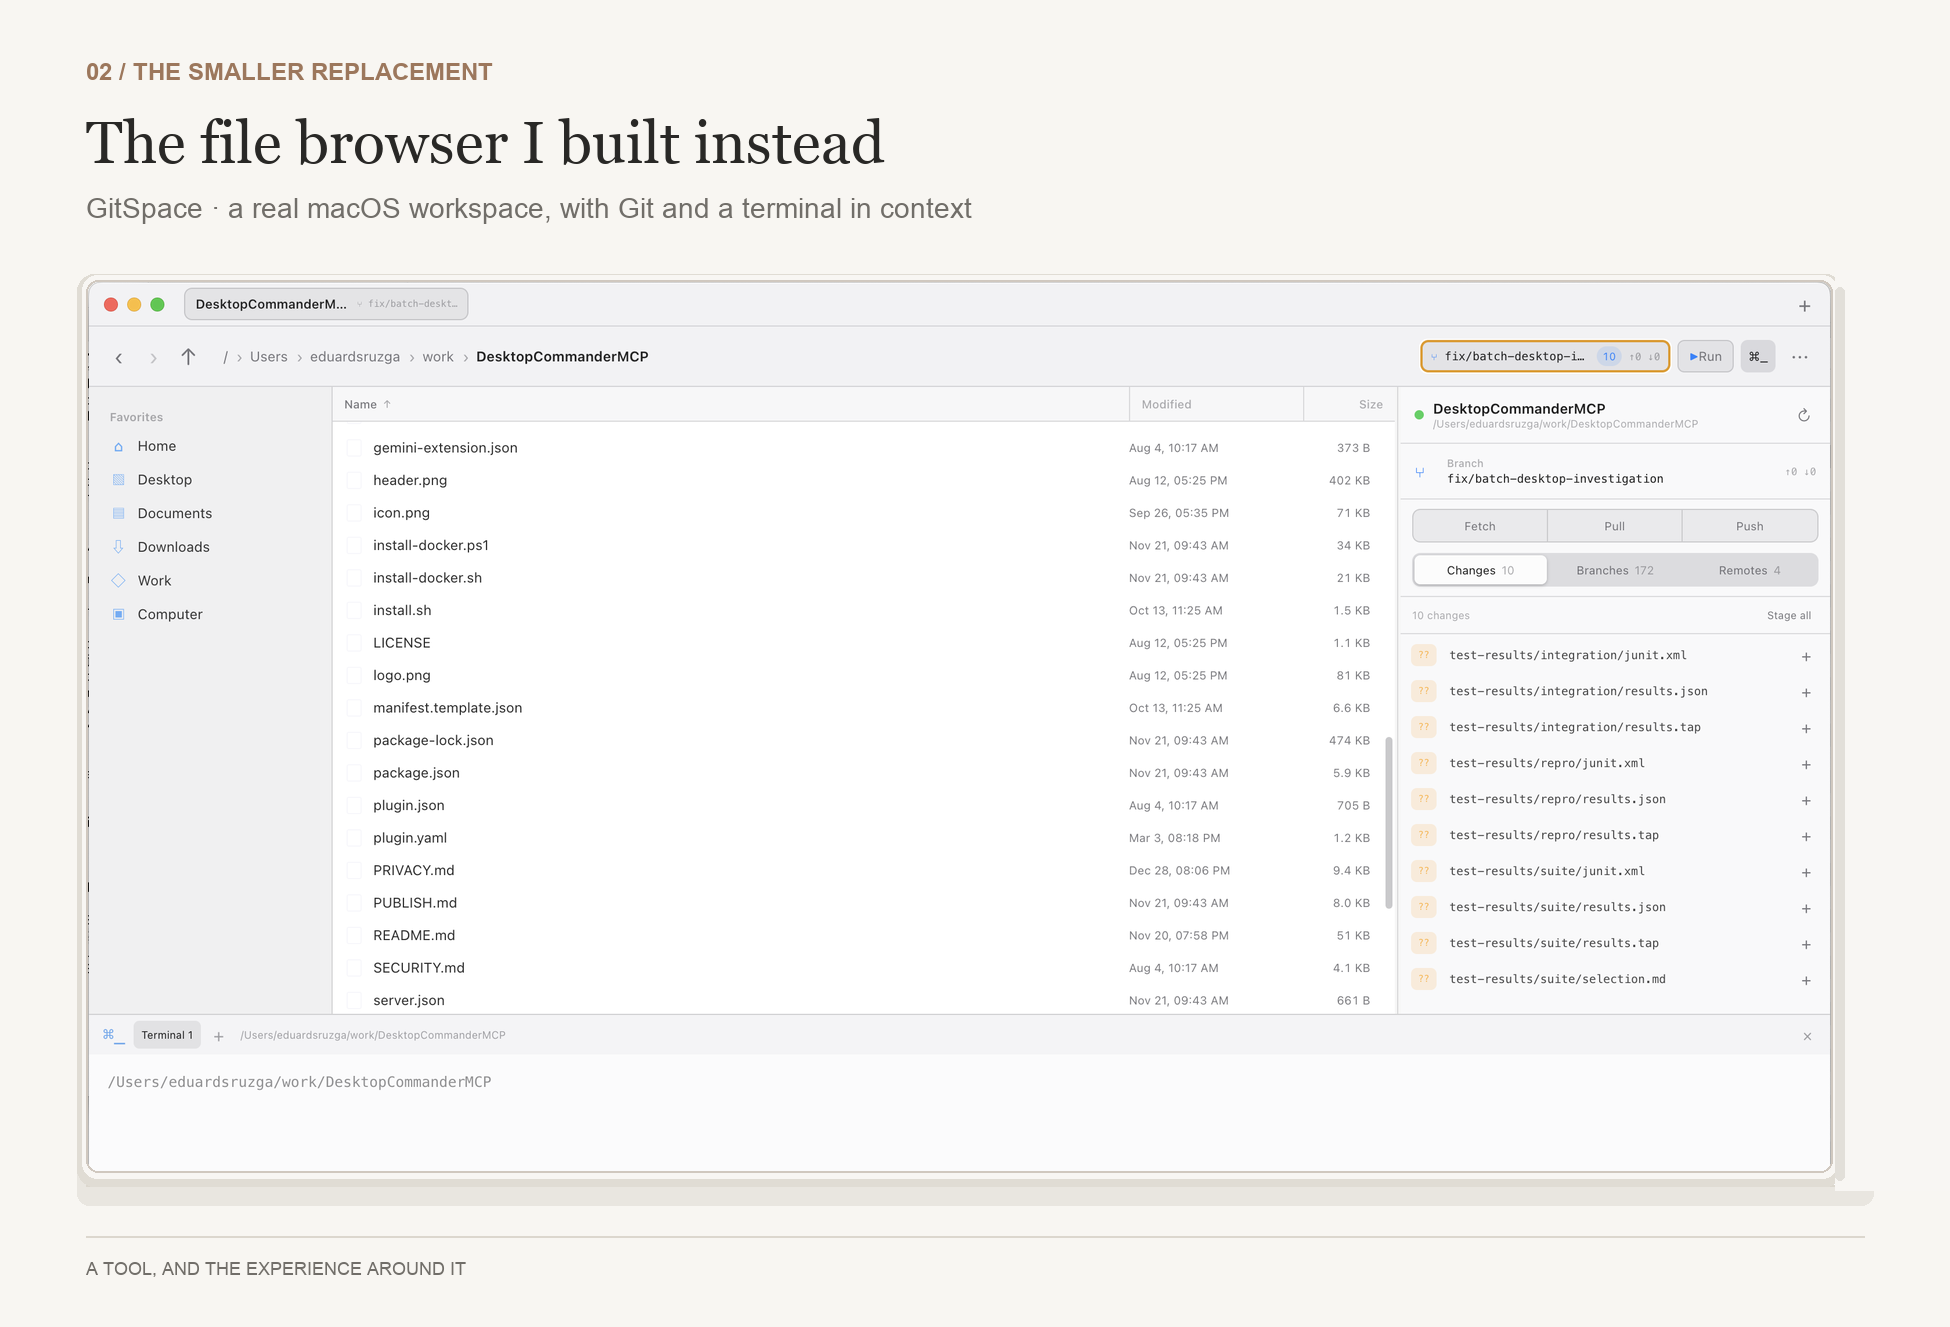 02 / THE SMALLER REPLACEMENT
The file browser I built instead
GitSpace · a real macOS workspace, with Git and a terminal in context
DesktopCommanderM... fix/batch-deskt…
+
/ › Users › eduardsruzga › work › DesktopCommanderMCP
fix/batch-desktop-i… 10 ↑0 ↓0
▶Run
⌘_
···
Favorites
Home
Desktop
Documents
Downloads
Work
Computer
Name ↑ Modified Size
gemini-extension.json Aug 4, 10:17 AM 373 B
header.png Aug 12, 05:25 PM 402 KB
icon.png Sep 26, 05:35 PM 71 KB
install-docker.ps1 Nov 21, 09:43 AM 34 KB
install-docker.sh Nov 21, 09:43 AM 21 KB
install.sh Oct 13, 11:25 AM 1.5 KB
LICENSE Aug 12, 05:25 PM 1.1 KB
logo.png Aug 12, 05:25 PM 81 KB
manifest.template.json Oct 13, 11:25 AM 6.6 KB
package-lock.json Nov 21, 09:43 AM 474 KB
package.json Nov 21, 09:43 AM 5.9 KB
plugin.json Aug 4, 10:17 AM 705 B
plugin.yaml Mar 3, 08:18 PM 1.2 KB
PRIVACY.md Dec 28, 08:06 PM 9.4 KB
PUBLISH.md Nov 21, 09:43 AM 8.0 KB
README.md Nov 20, 07:58 PM 51 KB
SECURITY.md Aug 4, 10:17 AM 4.1 KB
server.json Nov 21, 09:43 AM 661 B
DesktopCommanderMCP
/Users/eduardsruzga/work/DesktopCommanderMCP
Branch
fix/batch-desktop-investigation ↑0 ↓0
Fetch Pull Push
Changes 10 Branches 172 Remotes 4
10 changes Stage all
?? test-results/integration/junit.xml +
?? test-results/integration/results.json +
?? test-results/integration/results.tap +
?? test-results/repro/junit.xml +
?? test-results/repro/results.json +
?? test-results/repro/results.tap +
?? test-results/suite/junit.xml +
?? test-results/suite/results.json +
?? test-results/suite/results.tap +
?? test-results/suite/selection.md +
⌘_ Terminal 1 + /Users/eduardsruzga/work/DesktopCommanderMCP ×
/Users/eduardsruzga/work/DesktopCommanderMCP
A TOOL, AND THE EXPERIENCE AROUND IT